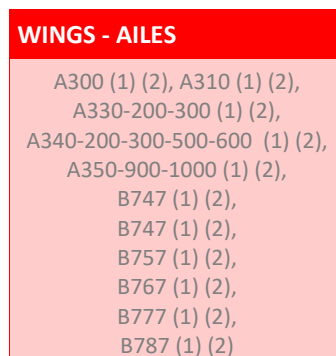 WINGS - AILES
A300 (1) (2), A310 (1) (2),
A330-200-300 (1) (2),
A340-200-300-500-600  (1) (2),
A350-900-1000 (1) (2),
B747 (1) (2),
B747 (1) (2),
B757 (1) (2),
B767 (1) (2),
B777 (1) (2),
B787 (1) (2)